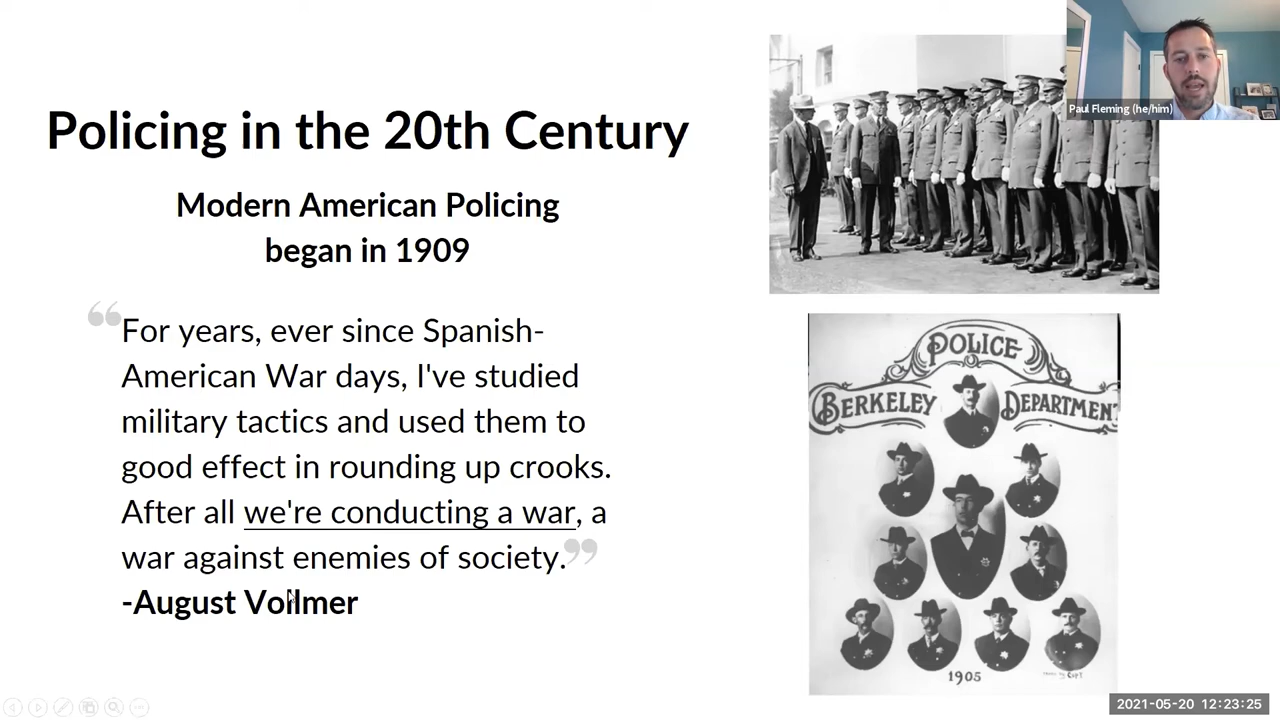 Policing in the 20th Century
Modern American Policing
began in 1909
“For years, ever since Spanish-
American War days, I've studied
military tactics and used them to
good effect in rounding up crooks.
After all we're conducting a war, a
war against enemies of society.”
-August Vollmer
Paul Fleming (he/him)
POLICE
BERKELEY DEPARTMENT
1905
2021-05-20 12:23:25